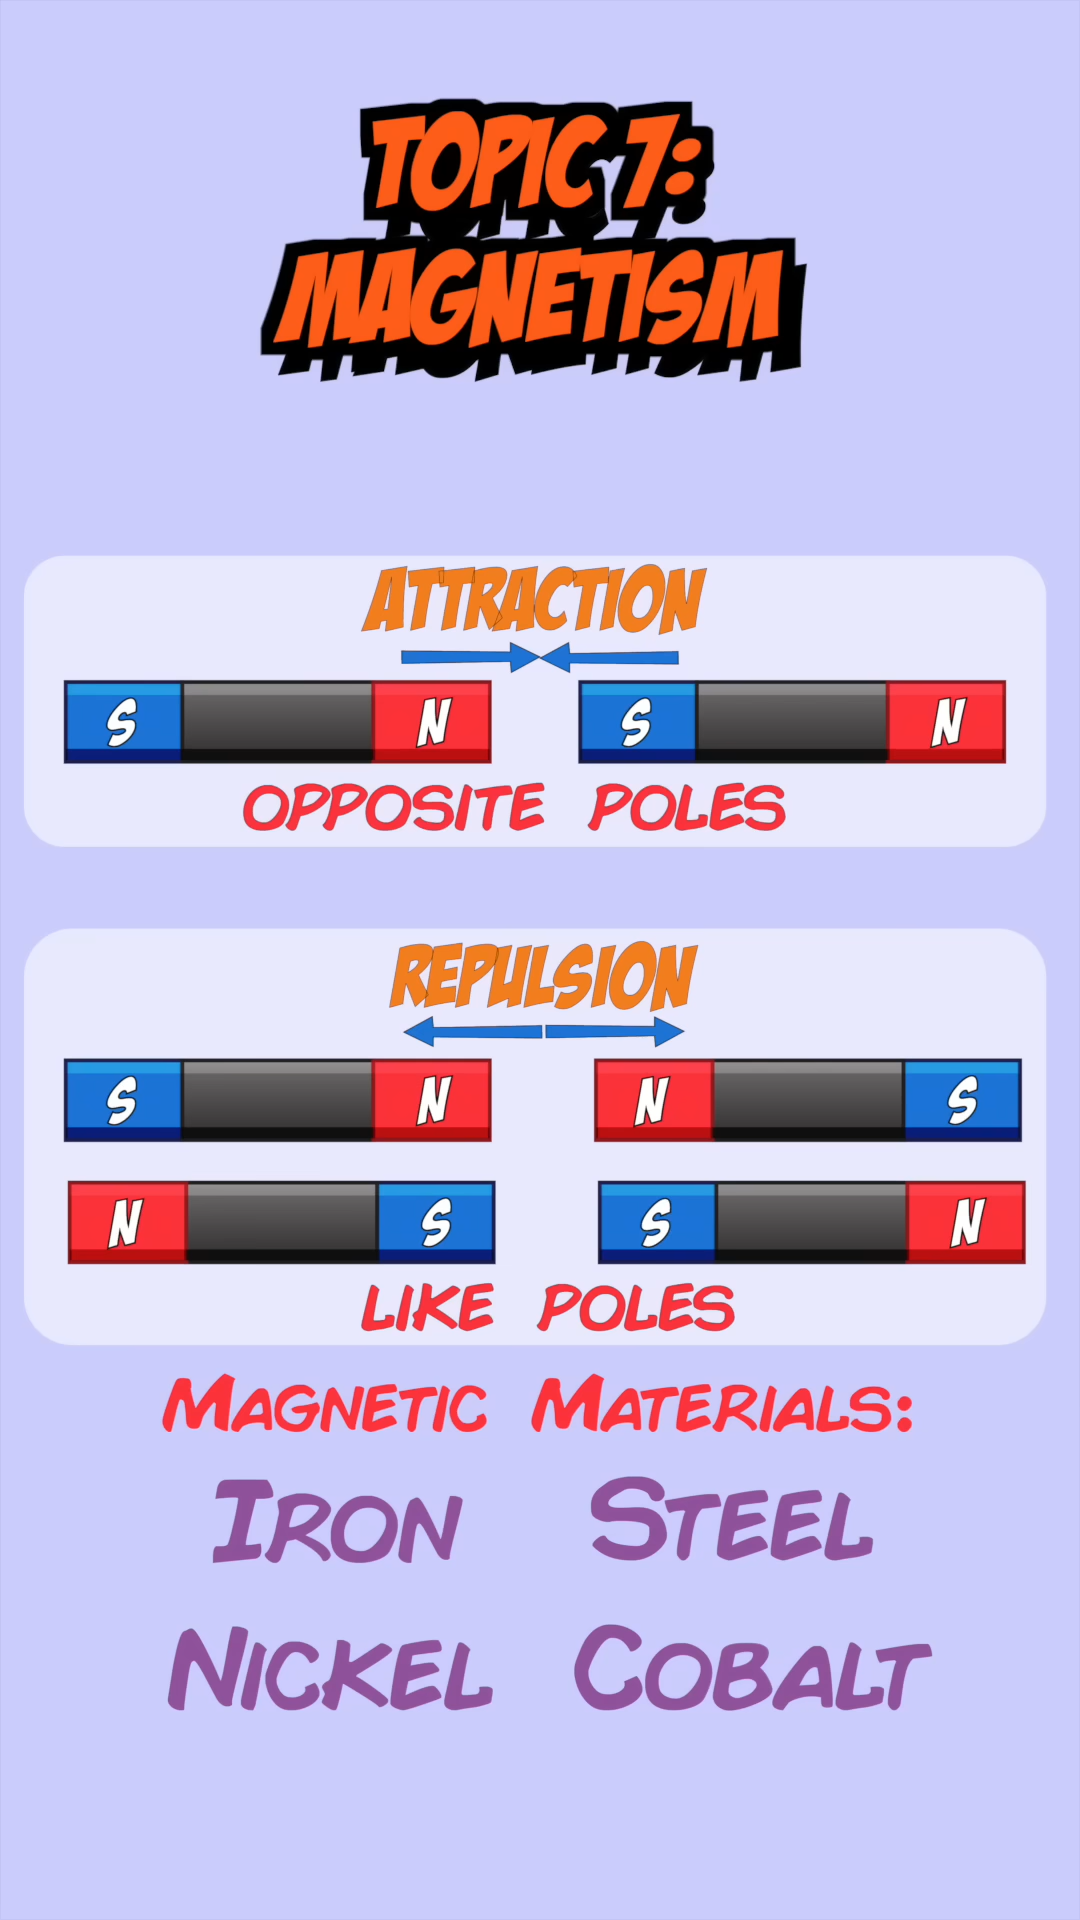 TOPIC 7:
MAGNETISM
ATTRACTION
S N S N
OPPOSITE POLES
REPULSION
S N N S
N S S N
LIKE POLES
MAGNETIC MATERIALS:
IRON STEEL
NICKEL COBALT